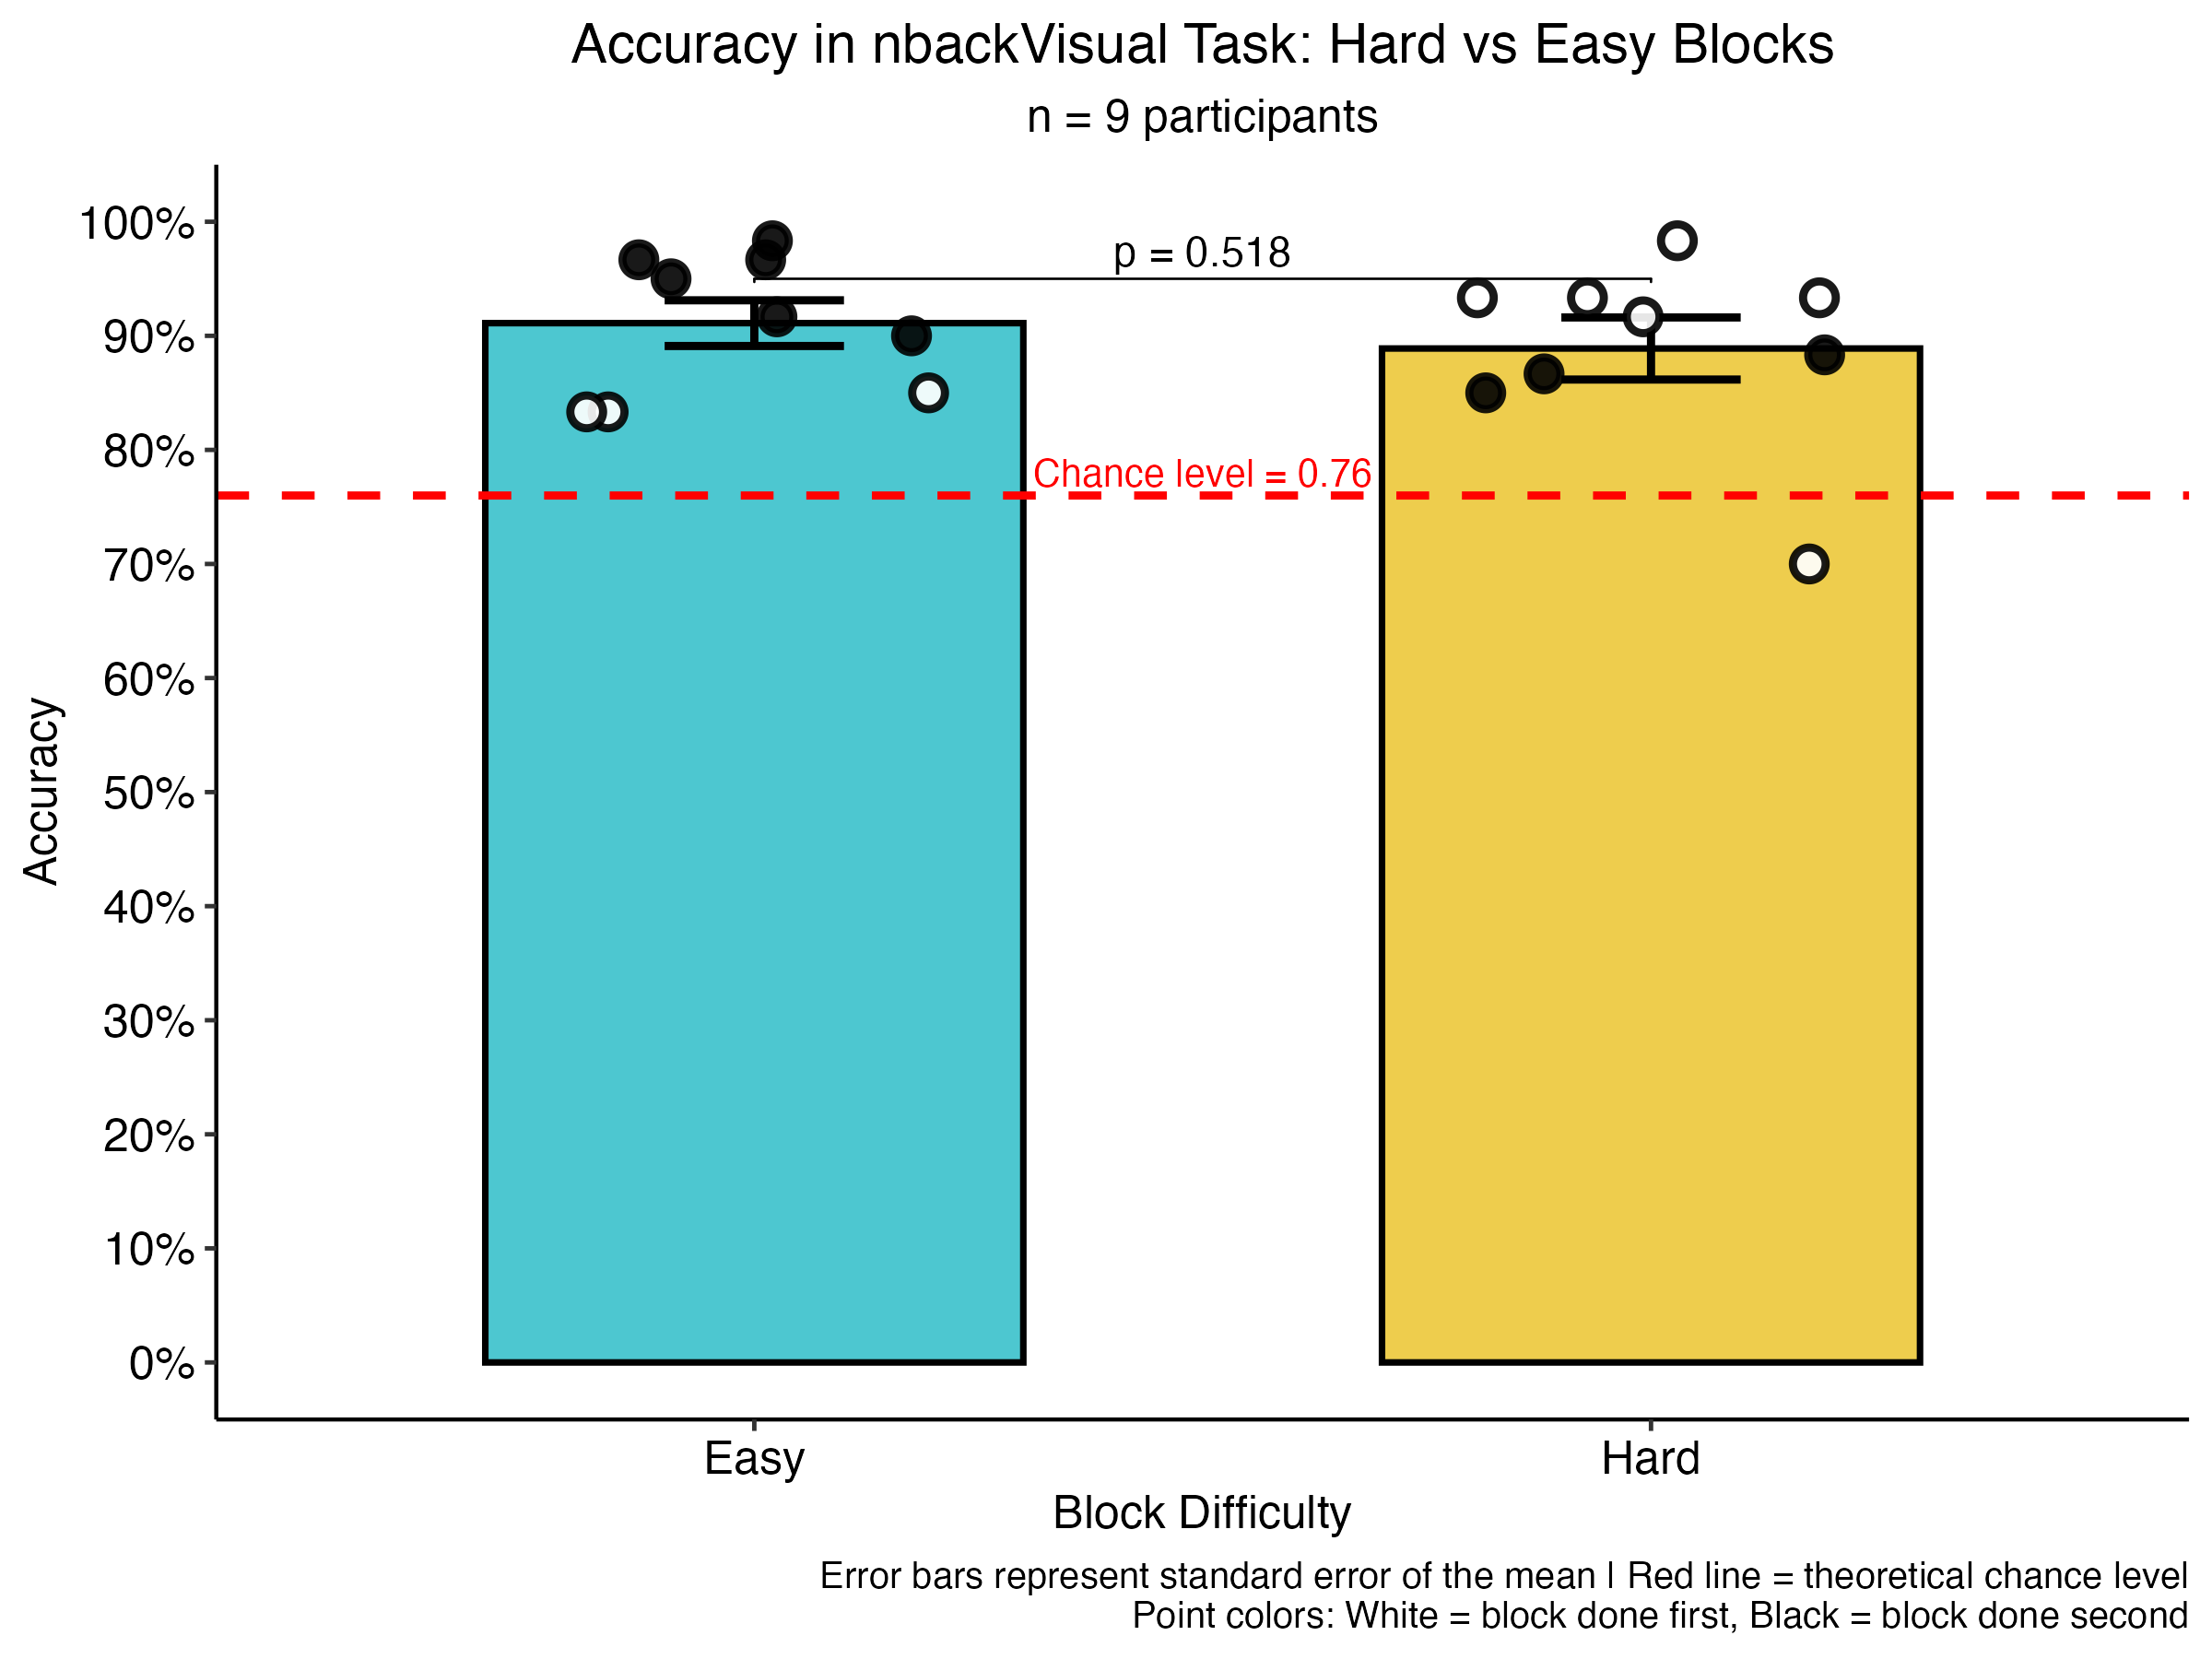 Accuracy in nbackVisual Task: Hard vs Easy Blocks
n = 9 participants
100%
90%
80%
70%
60%
50%
40%
30%
20%
10%
0%
Accuracy
p = 0.518
Chance level = 0.76
Easy
Hard
Block Difficulty
Error bars represent standard error of the mean | Red line = theoretical chance level
Point colors: White = block done first, Black = block done second